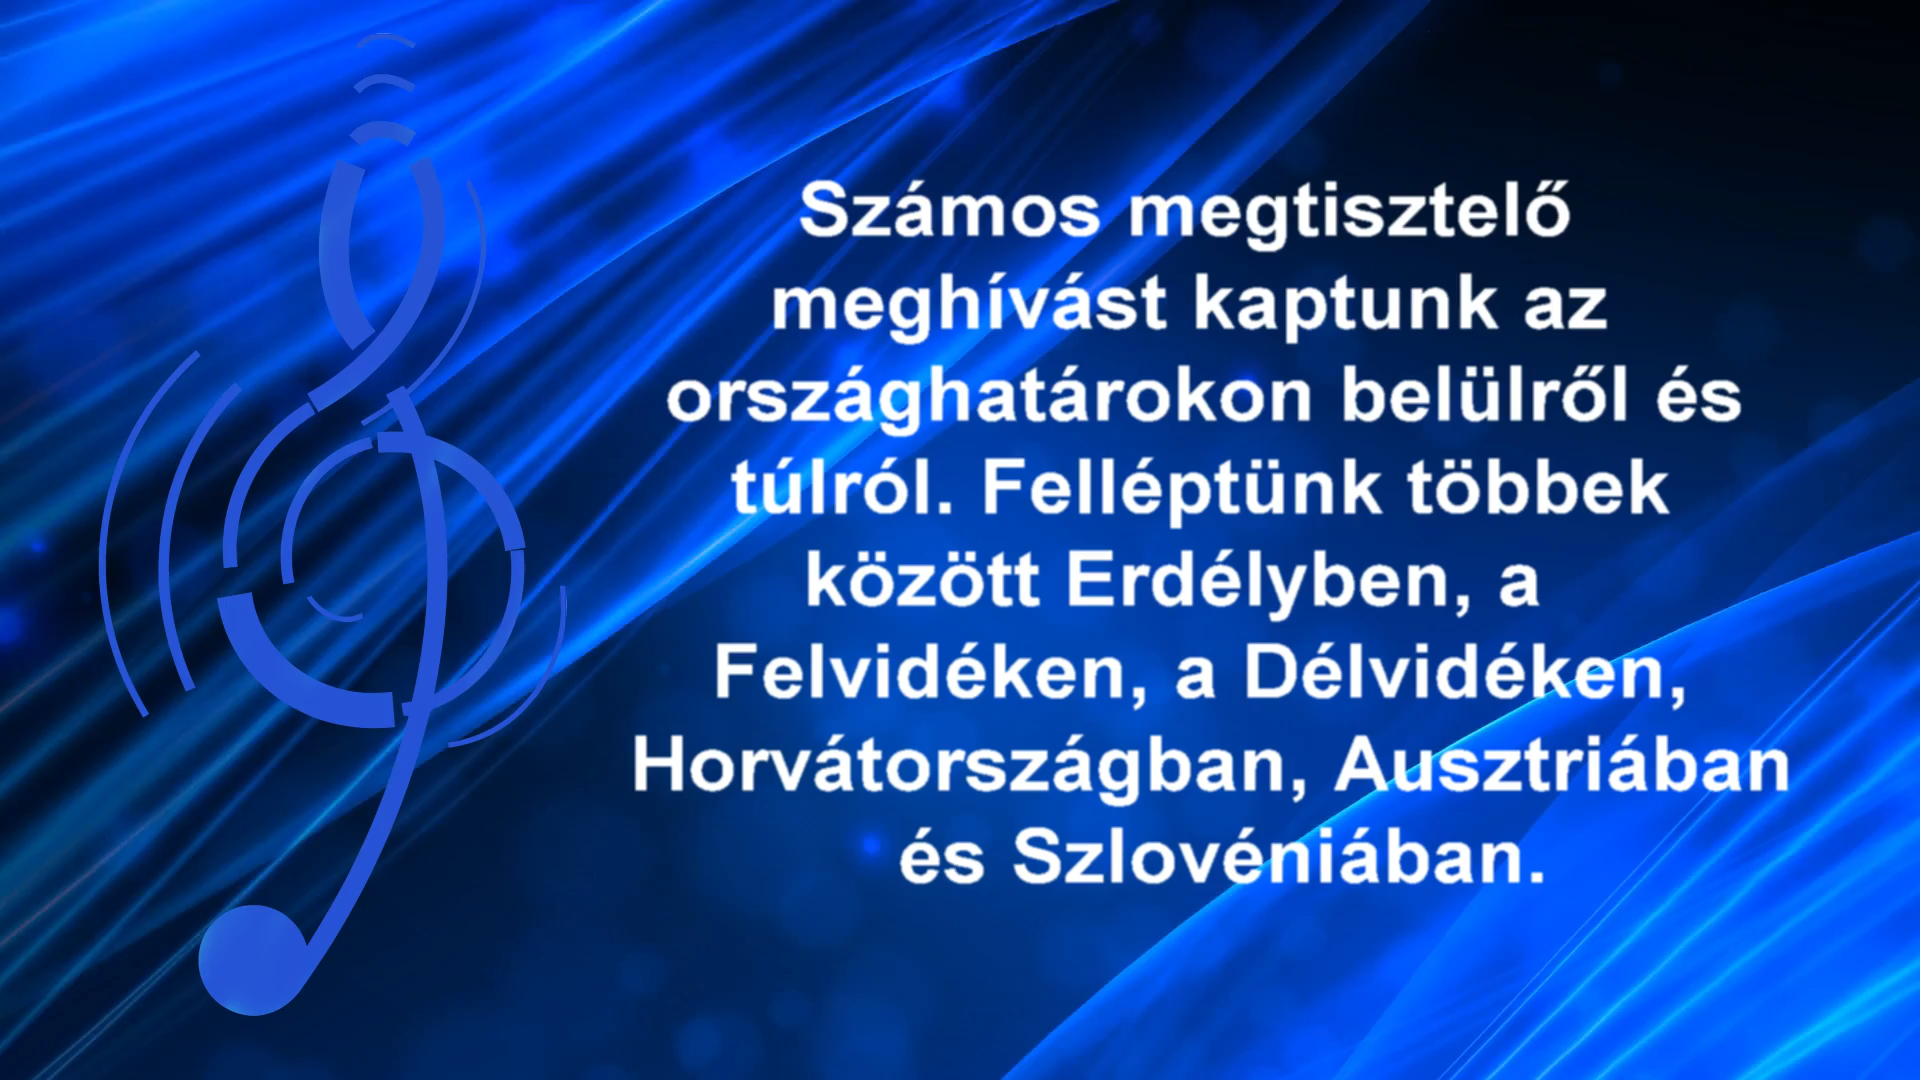 Számos megtisztelő
meghívást kaptunk az
országhatárokon belülről és
túlról. Felléptünk többek
között Erdélyben, a
Felvidéken, a Délvidéken,
Horvátországban, Ausztriában
és Szlovéniában.